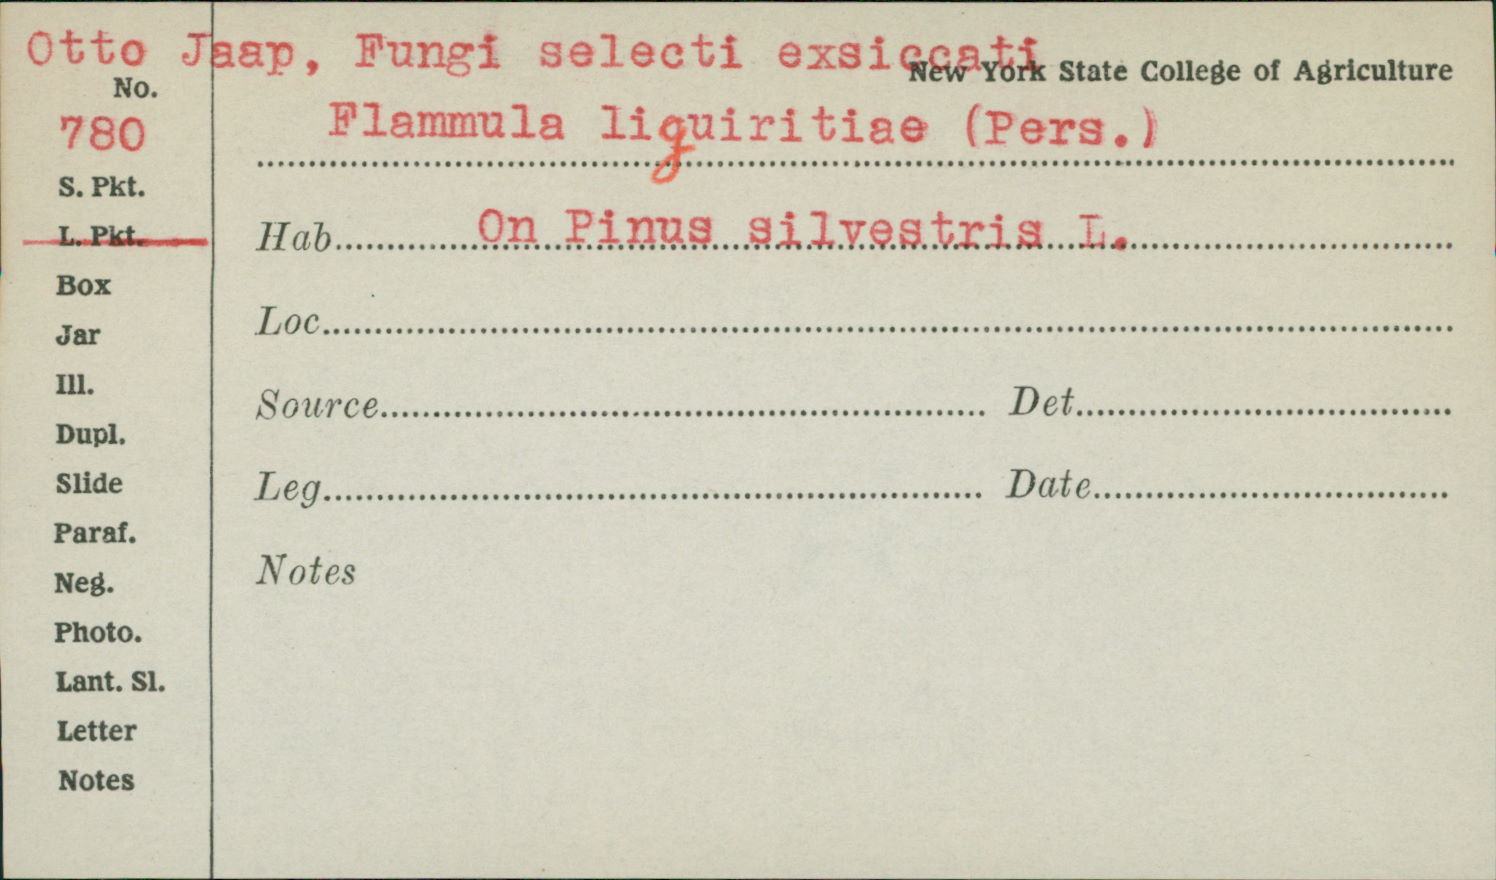 Otto Jaap, Fungi selecti exsiccati
New York State College of Agriculture
No.
780
Flammula liquiritiae (Pers.)
S. Pkt.
L. Pkt.
Hab. On Pinus silvestris L.
Box
Loc.
Jar
Ill.
Source Det.
Dupl.
Slide
Leg. Date
Paraf.
Notes
Neg.
Photo.
Lant. Sl.
Letter
Notes